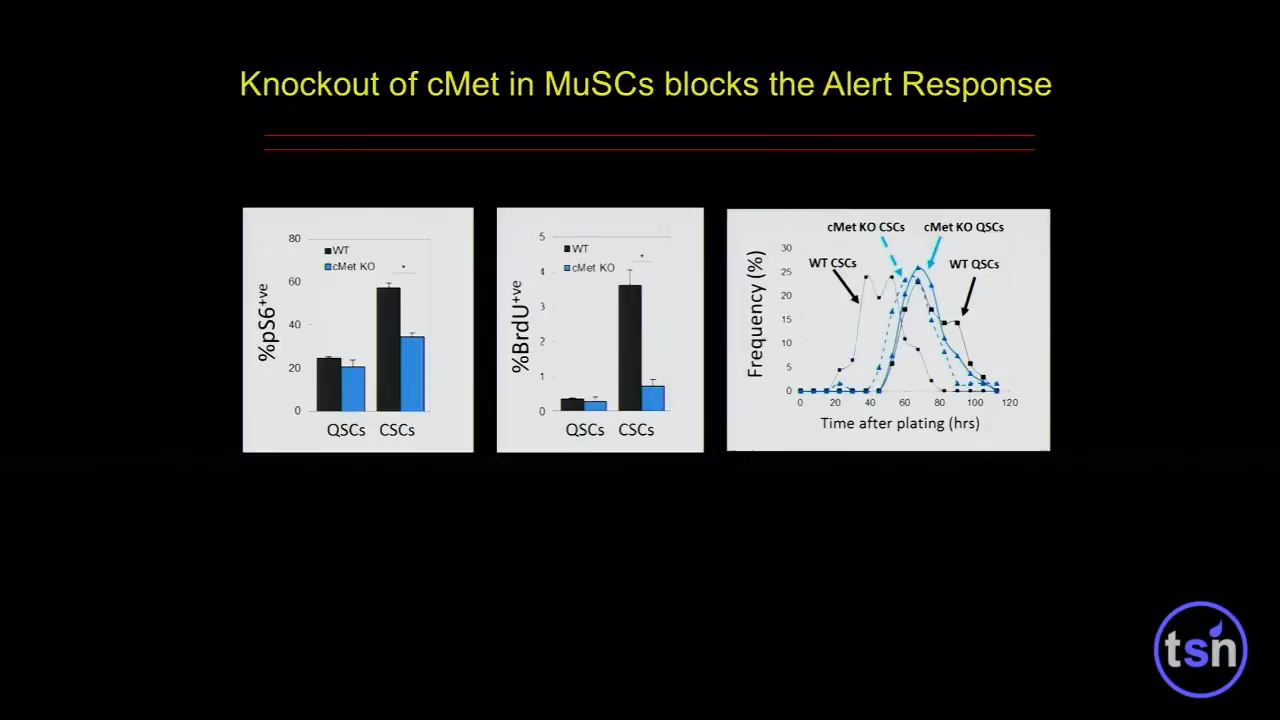 Knockout of cMet in MuSCs blocks the Alert Response
80
60
40
20
0
%pS6+ve
WT
cMet KO
*
QSCs CSCs
5
4
3
2
1
0
%BrdU+ve
WT
cMet KO
*
QSCs CSCs
cMet KO CSCs cMet KO QSCs
WT CSCs WT QSCs
30
25
20
15
10
5
0
Frequency (%)
0 20 40 60 80 100 120
Time after plating (hrs)
tsn